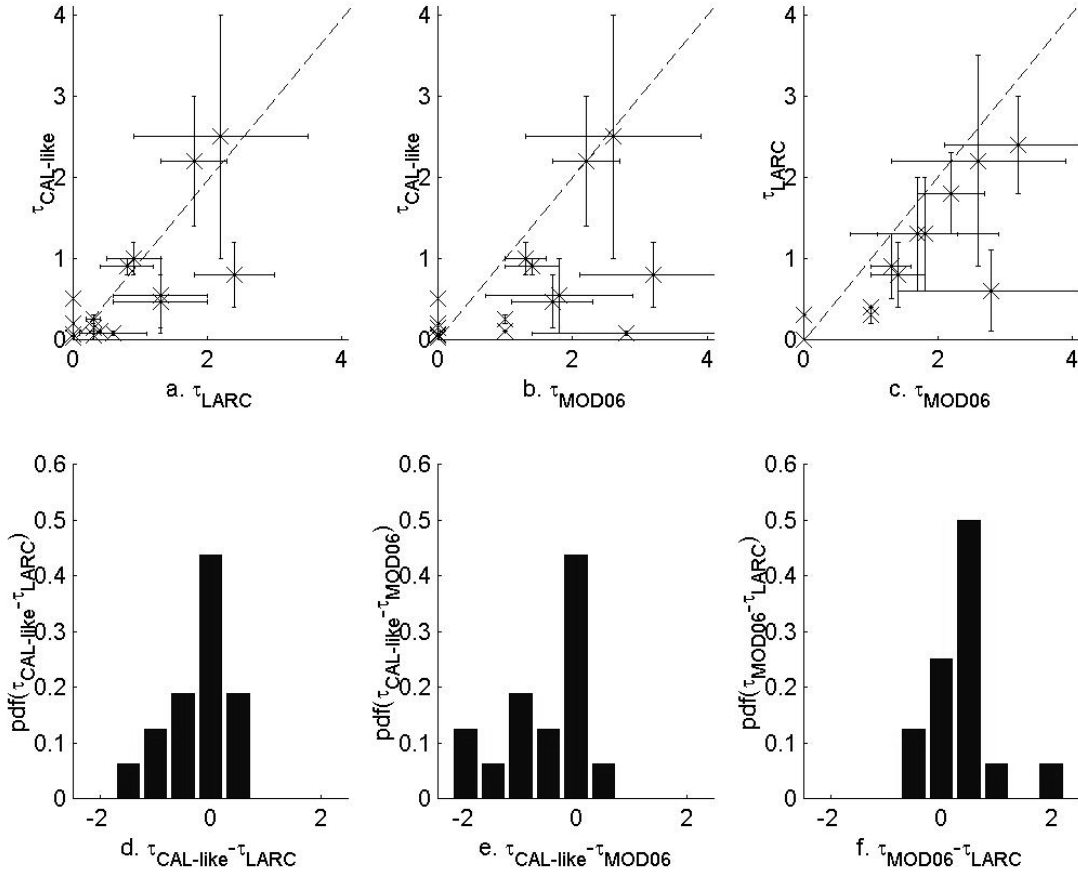 4
3
2
1
0
τCAL-like
0 2 4
a. τLARC
4
3
2
1
0
τCAL-like
0 2 4
b. τMOD06
4
3
2
1
0
τLARC
0 2 4
c. τMOD06
0.6
0.5
0.4
0.3
0.2
0.1
0
pdf(τCAL-like-τLARC)
-2 0 2
d. τCAL-like-τLARC
0.6
0.5
0.4
0.3
0.2
0.1
0
pdf(τCAL-like-τMOD06)
-2 0 2
e. τCAL-like-τMOD06
0.6
0.5
0.4
0.3
0.2
0.1
0
pdf(τMOD06-τLARC)
-2 0 2
f. τMOD06-τLARC